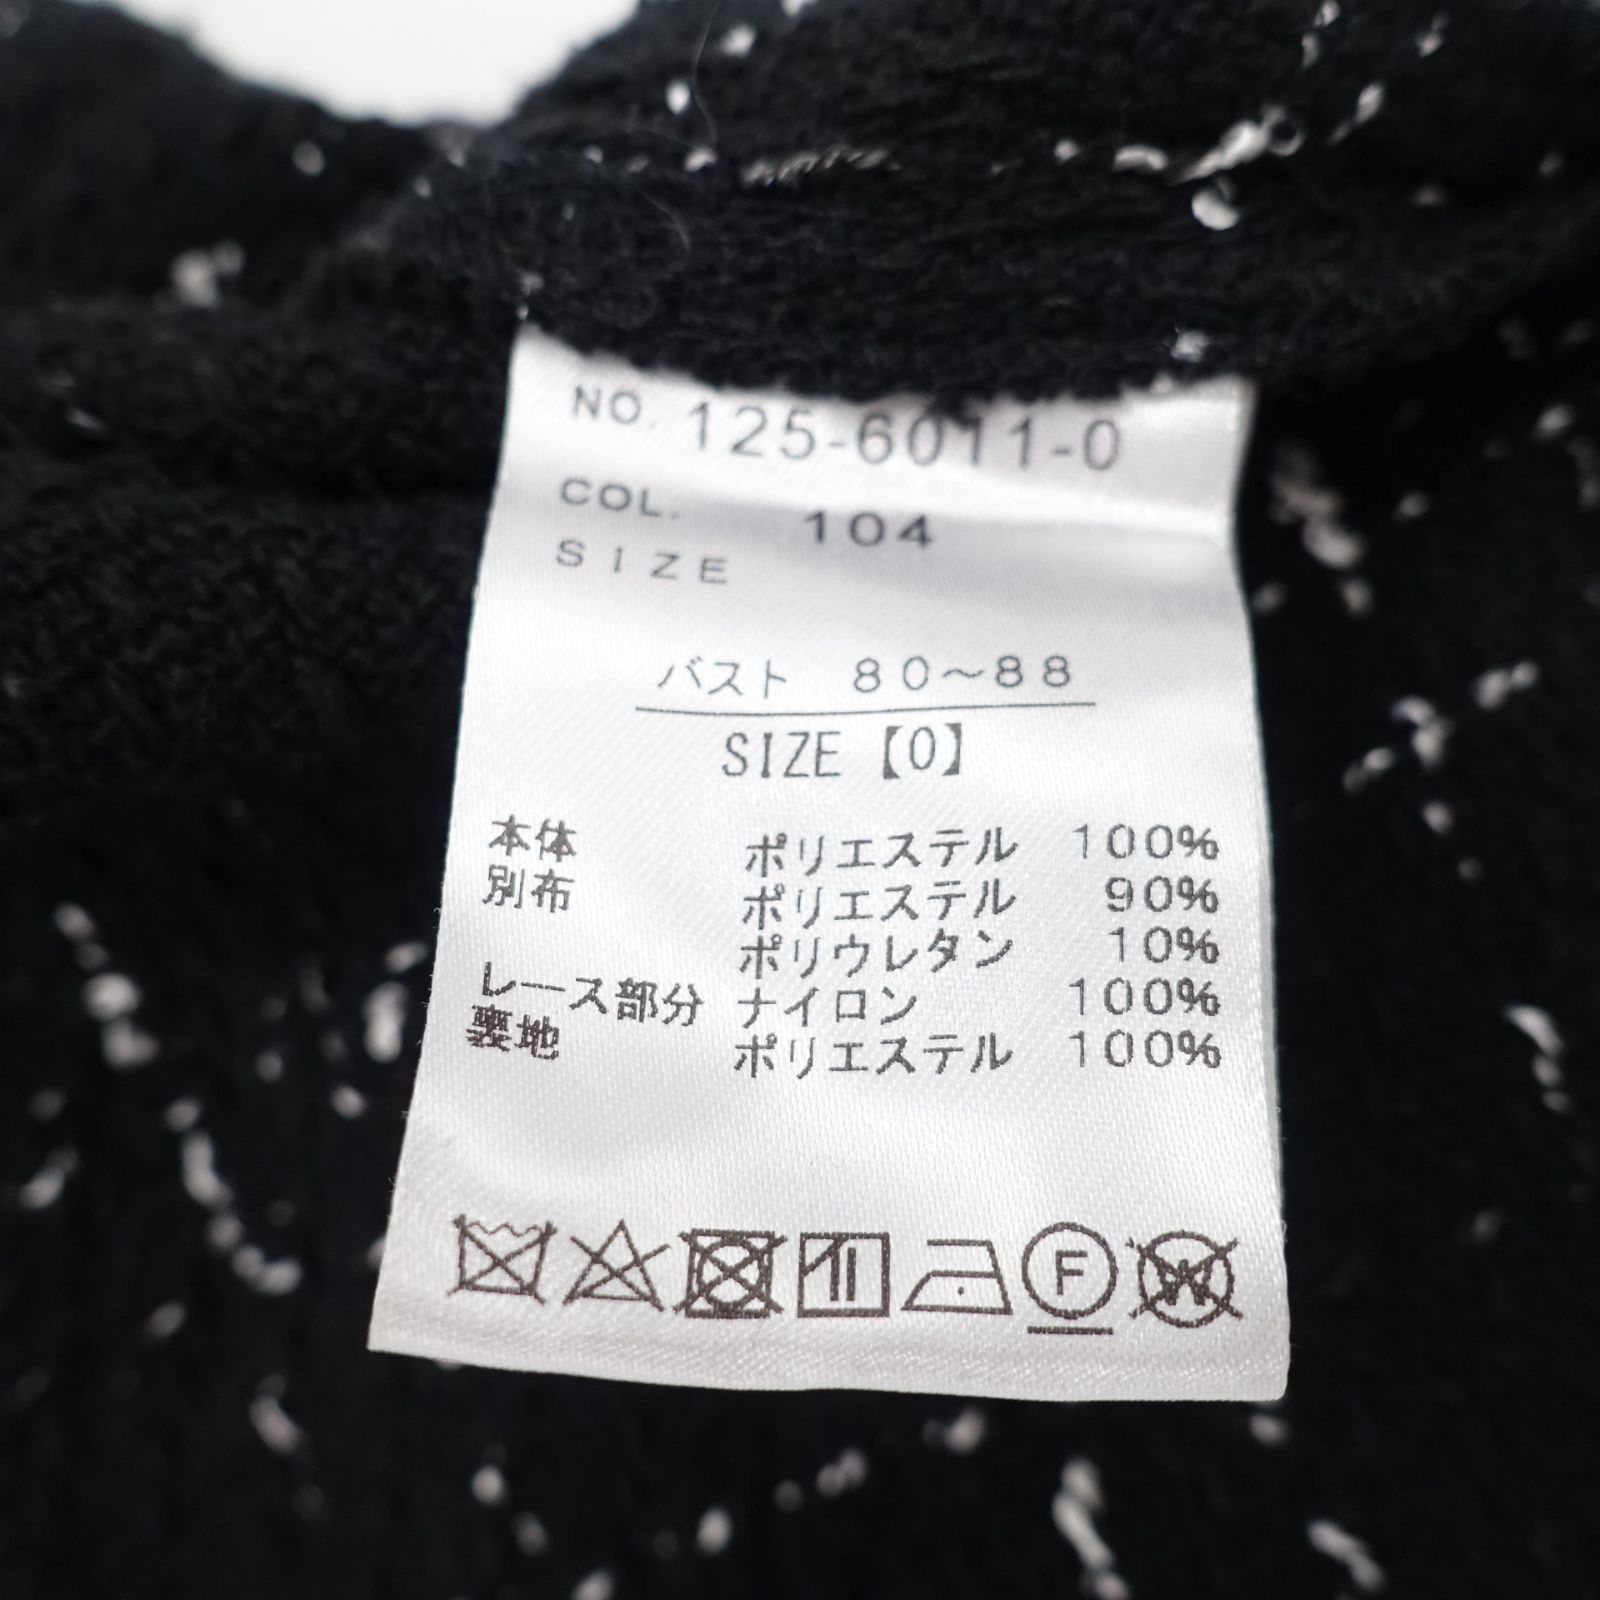 NO. 125-6011-0
COL. 104
SIZE
バスト 80～88
SIZE【0】
本体 ポリエステル 100%
別布 ポリエステル 90%
ポリウレタン 10%
レース部分 ナイロン 100%
裏地 ポリエステル 100%
F W